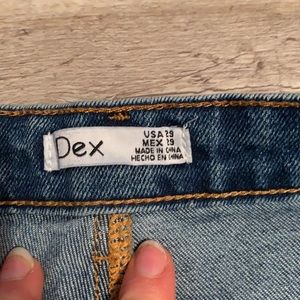 Dex
USA 29
MEX 29
MADE IN CHINA
HECHO EN CHINA